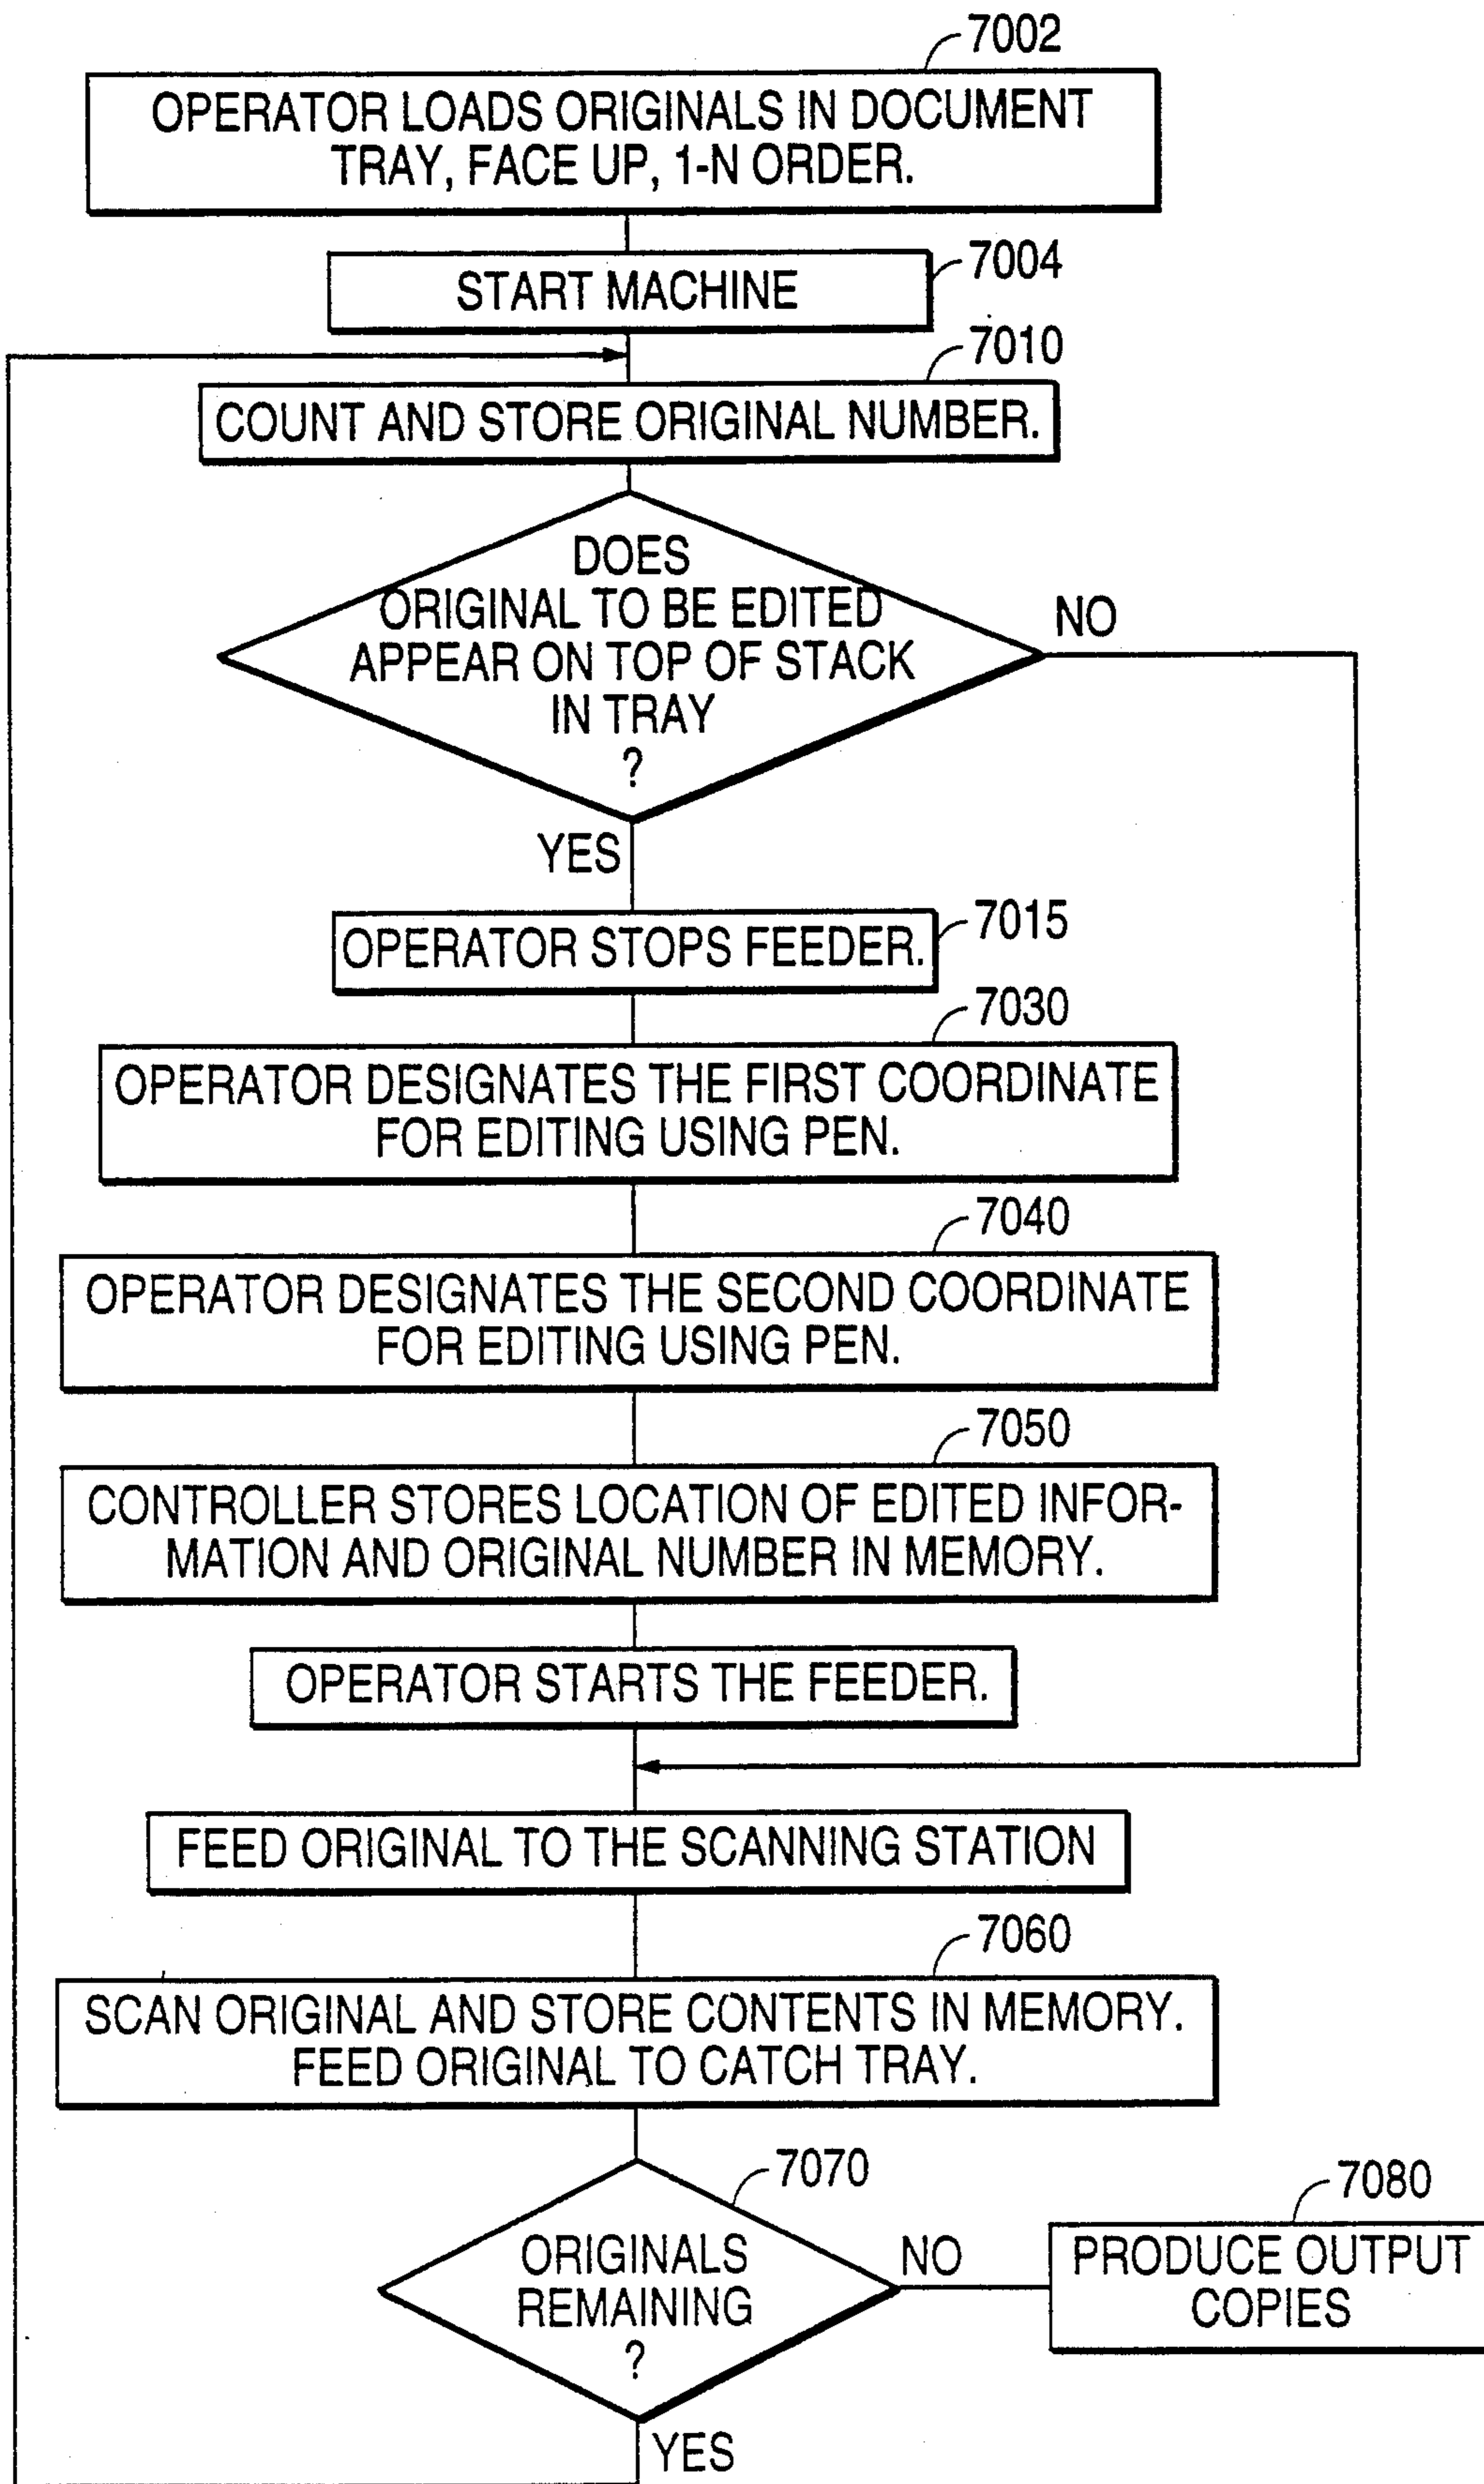 7002
OPERATOR LOADS ORIGINALS IN DOCUMENT
TRAY, FACE UP, 1-N ORDER.
7004
START MACHINE
7010
COUNT AND STORE ORIGINAL NUMBER.
DOES
ORIGINAL TO BE EDITED
APPEAR ON TOP OF STACK
IN TRAY
?
NO
YES
7015
OPERATOR STOPS FEEDER.
7030
OPERATOR DESIGNATES THE FIRST COORDINATE
FOR EDITING USING PEN.
7040
OPERATOR DESIGNATES THE SECOND COORDINATE
FOR EDITING USING PEN.
7050
CONTROLLER STORES LOCATION OF EDITED INFOR-
MATION AND ORIGINAL NUMBER IN MEMORY.
OPERATOR STARTS THE FEEDER.
FEED ORIGINAL TO THE SCANNING STATION
7060
SCAN ORIGINAL AND STORE CONTENTS IN MEMORY.
FEED ORIGINAL TO CATCH TRAY.
7070
ORIGINALS
REMAINING
?
NO
7080
PRODUCE OUTPUT
COPIES
YES